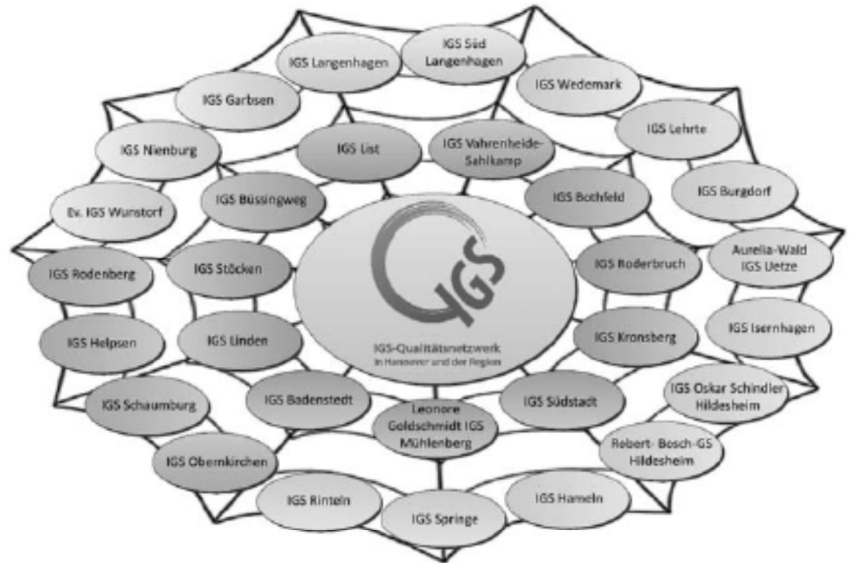 IGS Süd
Langenhagen
IGS Langenhagen
IGS Wedemark
IGS Garbsen
IGS Lehrte
IGS Nienburg
IGS List
IGS Vahrenheide-
Sahlkamp
IGS Burgdorf
Ev. IGS Wunstorf
IGS Büssingweg
IGS Bothfeld
IGS Rodenberg
IGS Stöcken
IGS
IGS Roderbruch
Aurelia-Wald
IGS Uetze
IGS Helpsen
IGS Linden
IGS-Qualitätsnetzwerk
in Hannover und der Region
IGS Kronsberg
IGS Isernhagen
IGS Schaumburg
IGS Badenstedt
Leonore
Goldschmidt IGS
Mühlenberg
IGS Südstadt
IGS Oskar Schindler
Hildesheim
IGS Obernkirchen
Robert- Bosch-GS
Hildesheim
IGS Rinteln
IGS Springe
IGS Hameln